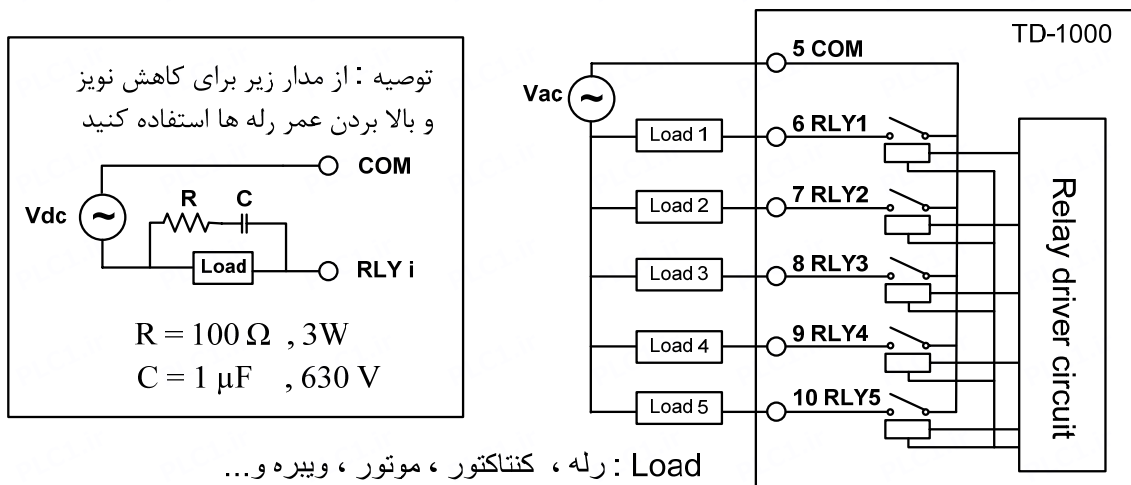 توصیه : از مدار زیر برای کاهش نویز
و بالا بردن عمر رله ها استفاده کنید
COM
R C
Vdc
~
Load
RLY i
R = 100 Ω , 3W
C = 1 µF , 630 V
TD-1000
5 COM
Vac
~
Load 1
6 RLY1
Load 2
7 RLY2
Load 3
8 RLY3
Load 4
9 RLY4
Load 5
10 RLY5
Relay driver circuit
Load : رله ، کنتاکتور ، موتور ، ویبره و...